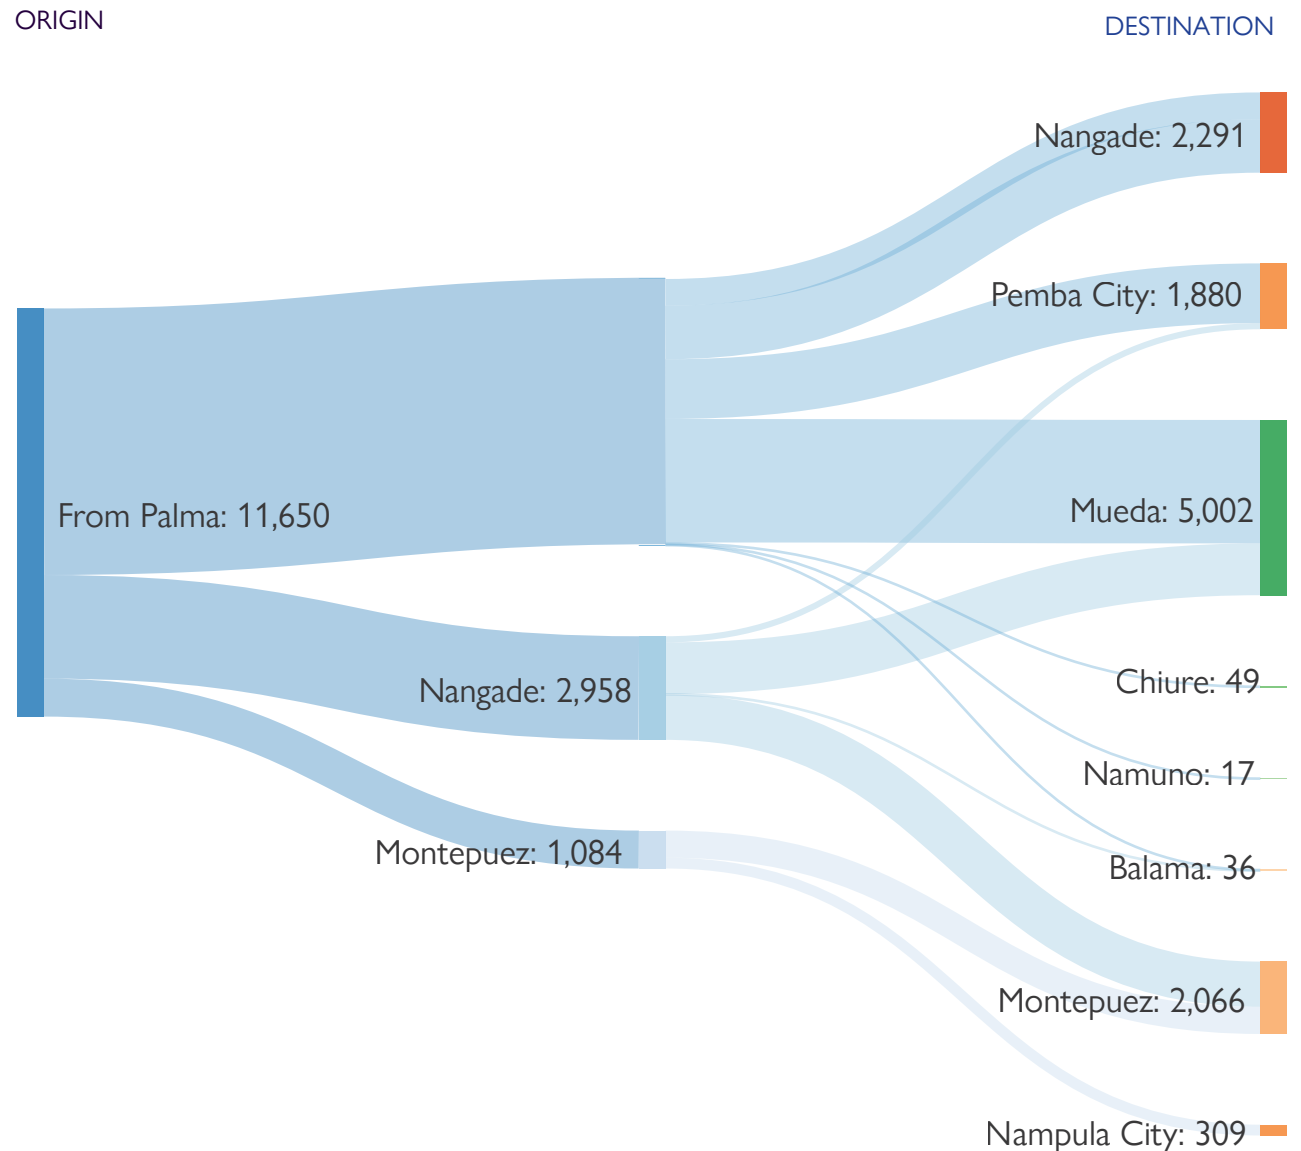 ORIGIN
DESTINATION
Nangade: 2,291
Pemba City: 1,880
Mueda: 5,002
From Palma: 11,650
Chiure: 49
Nangade: 2,958
Namuno: 17
Montepuez: 1,084
Balama: 36
Montepuez: 2,066
Nampula City: 309